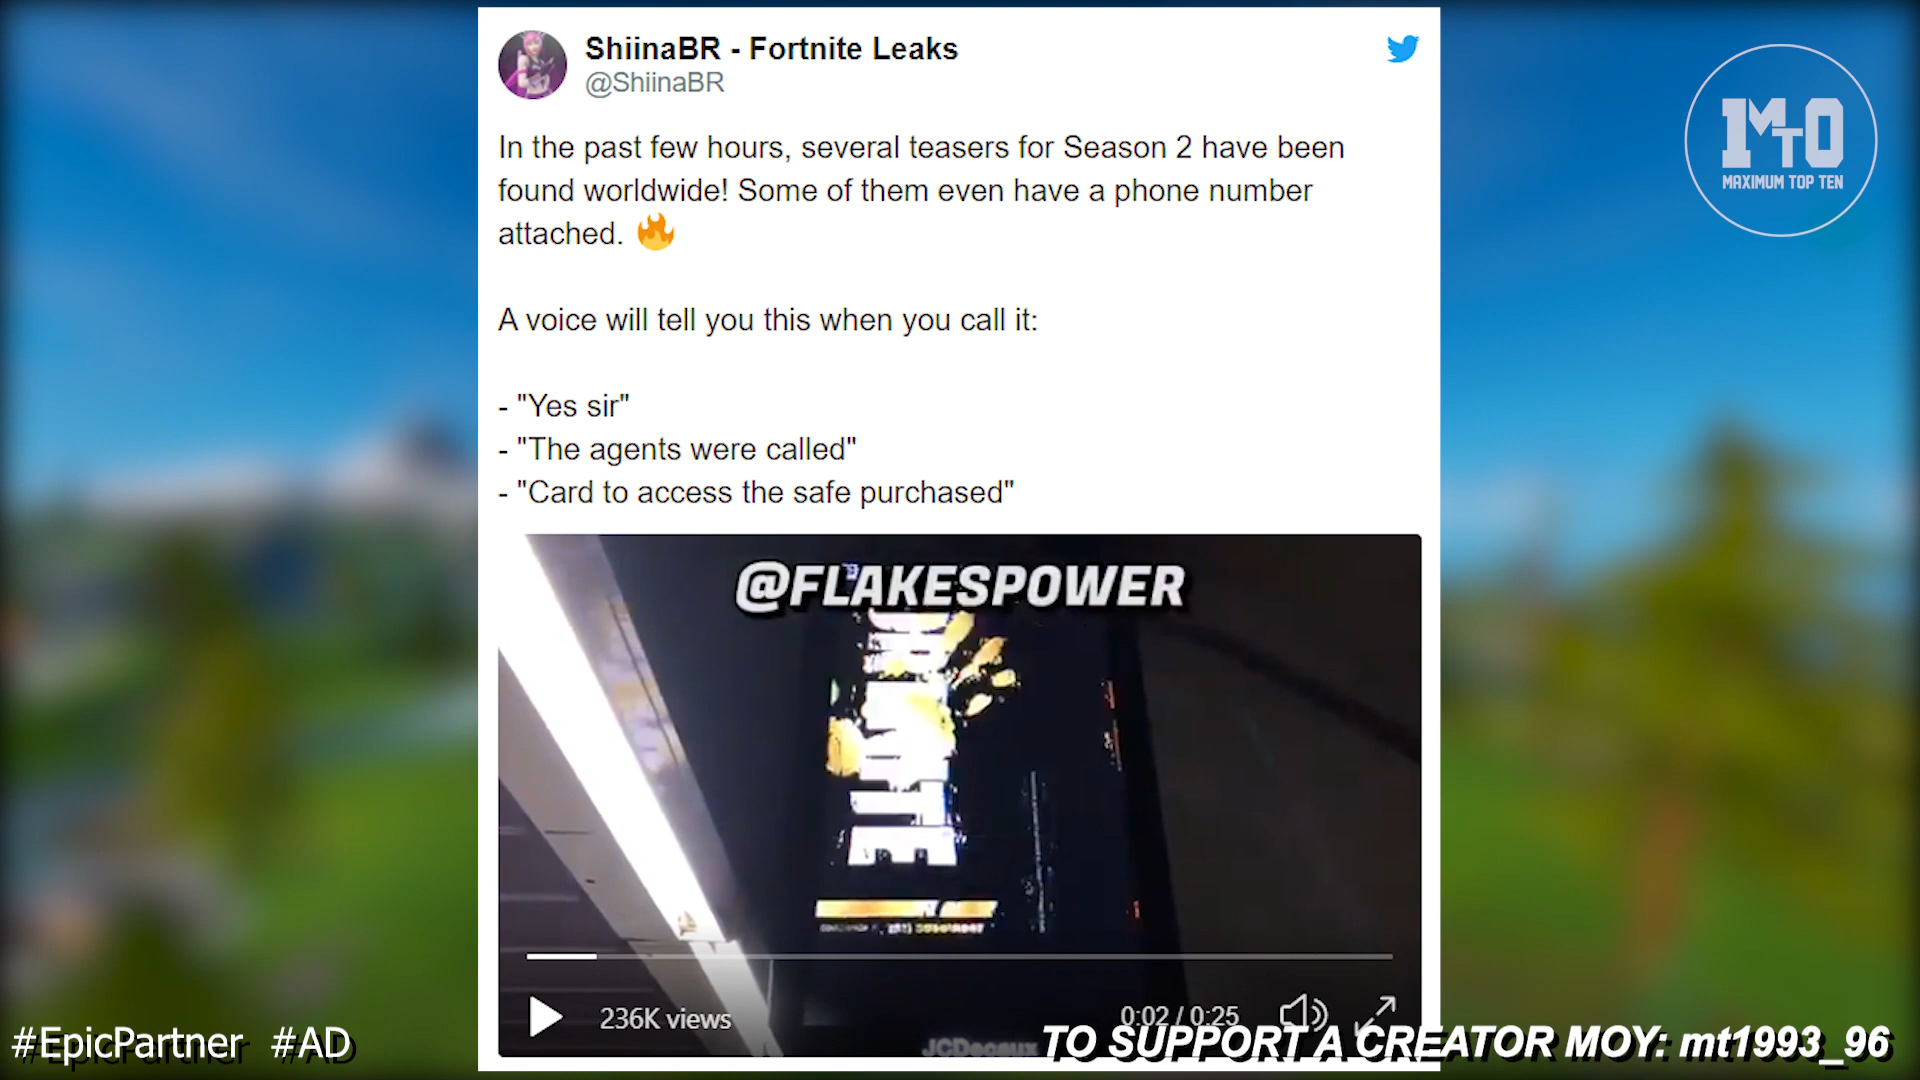 ShiinaBR - Fortnite Leaks
@ShiinaBR
In the past few hours, several teasers for Season 2 have been
found worldwide! Some of them even have a phone number
attached. 🔥
A voice will tell you this when you call it:
- "Yes sir"
- "The agents were called"
- "Card to access the safe purchased"
@FLAKESPOWER
236K views
0:02 / 0:25
JCDecaux
MTO
MAXIMUM TOP TEN
#EpicPartner #AD
TO SUPPORT A CREATOR MOY: mt1993_96